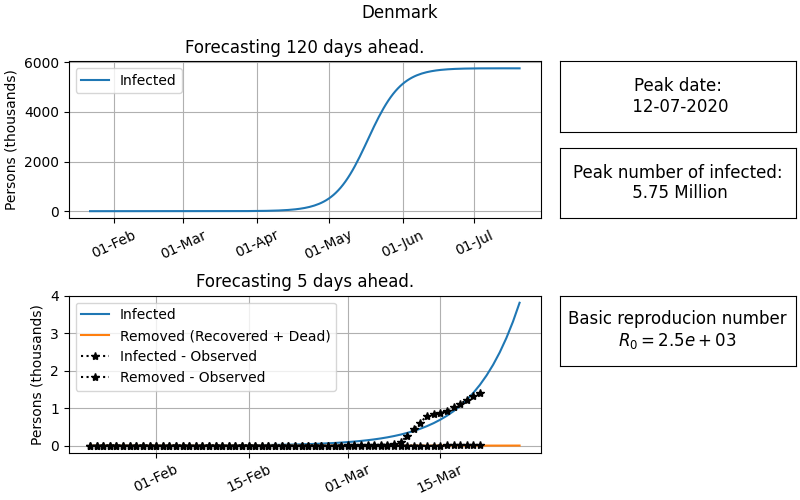 Denmark
Forecasting 120 days ahead.
Persons (thousands)
6000
4000
2000
0
Infected
01-Feb
01-Mar
01-Apr
01-May
01-Jun
01-Jul
Peak date:
12-07-2020
Peak number of infected:
5.75 Million
Forecasting 5 days ahead.
Persons (thousands)
4
3
2
1
0
Infected
Removed (Recovered + Dead)
Infected - Observed
Removed - Observed
01-Feb
15-Feb
01-Mar
15-Mar
Basic reproducion number
R₀ = 2.5e + 03